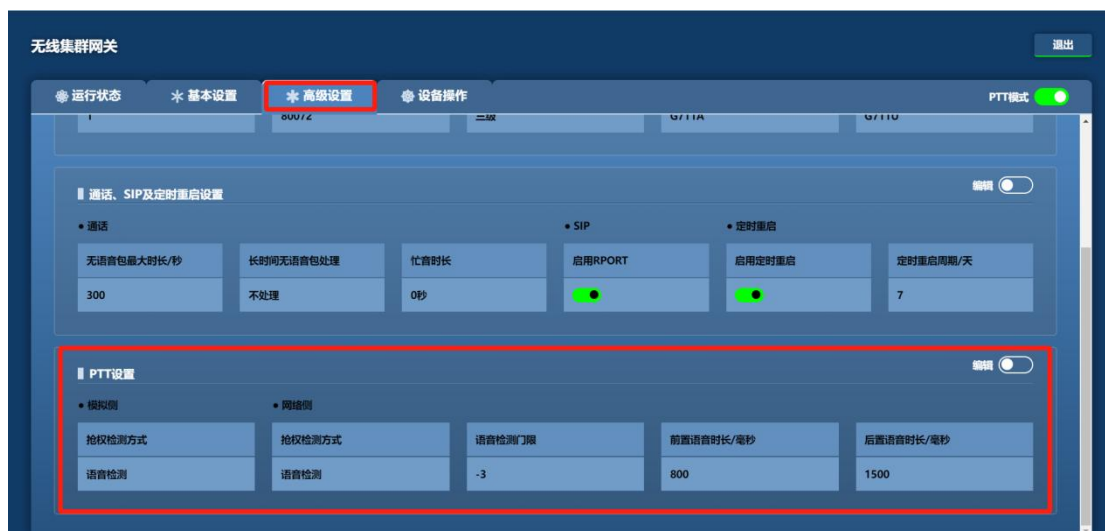 无线集群网关
退出
运行状态 基本设置 高级设置 设备操作 PTT模式
1 80072 三级 G711A G711U
通话、SIP及定时重启设置 编辑
• 通话 • SIP • 定时重启
无语音包最大时长/秒 长时间无语音包处理 忙音时长 启用RPORT 启用定时重启 定时重启周期/天
300 不处理 0秒 7
PTT设置 编辑
• 模拟侧 • 网络侧
抢权检测方式 抢权检测方式 语音检测门限 前置语音时长/毫秒 后置语音时长/毫秒
语音检测 语音检测 -3 800 1500